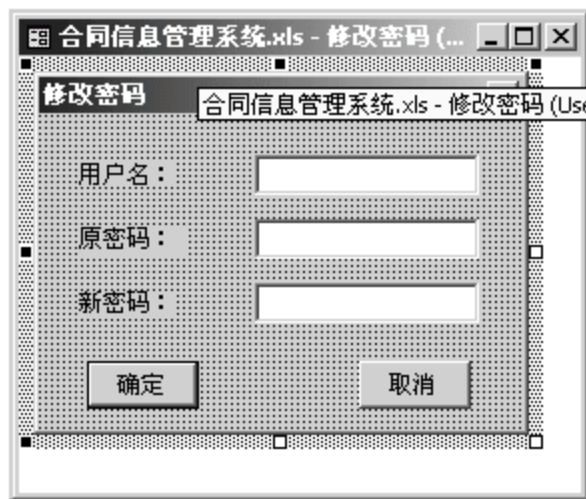 合同信息管理系统.xls - 修改密码 (...
修改密码
合同信息管理系统.xls - 修改密码 (Use
用户名：
原密码：
新密码：
确定
取消